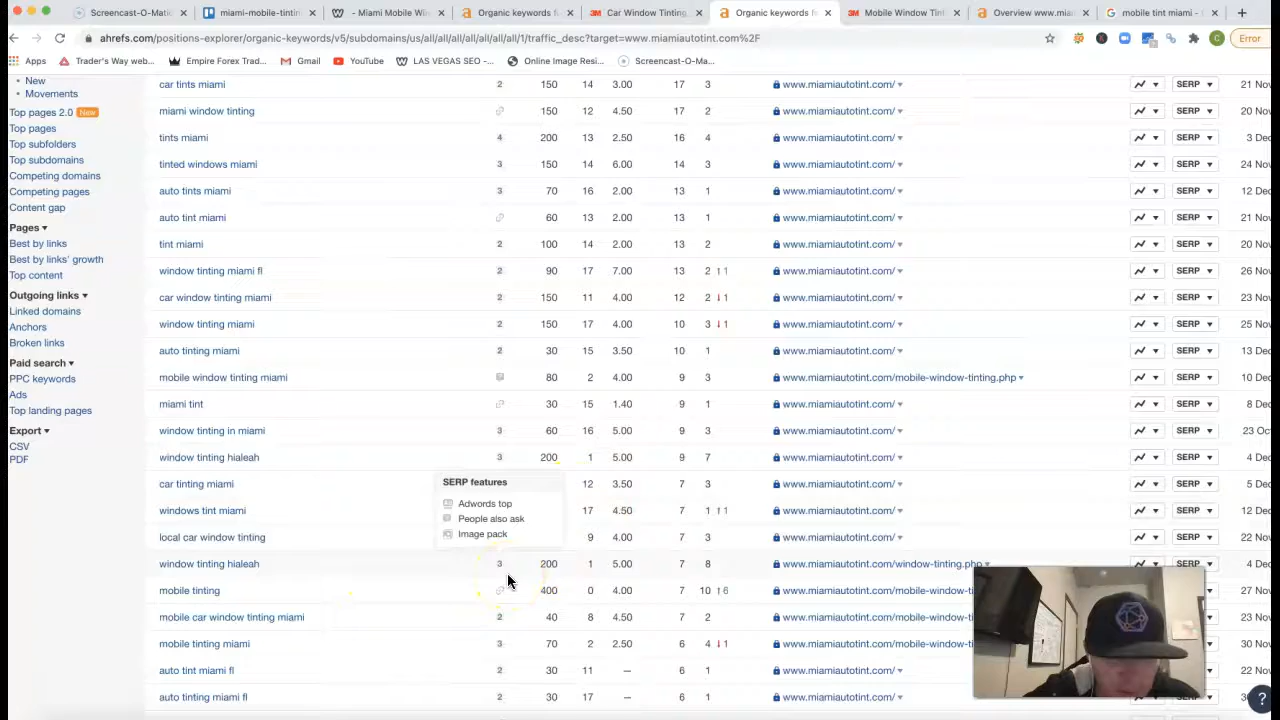 Screencast-O-Mati
miami-mobile-tintin
- Miami Mobile Win
Organic keywords f
Car Window Tinting,
Organic keywords fo
Mobile Window Tint
Overview www.mian
mobile tint miami - G
ahrefs.com/positions-explorer/organic-keywords/v5/subdomains/us/all/all/all/all/all/all/all/1/traffic_desc?target=www.miamiautotint.com%2F
C
Error
Apps
Trader's Way web...
Empire Forex Trad...
Gmail
YouTube
LAS VEGAS SEO -...
Online Image Resi...
Screencast-O-Ma...
New
Movements
Top pages 2.0 New
Top pages
Top subfolders
Top subdomains
Competing domains
Competing pages
Content gap
Pages
Best by links
Best by links' growth
Top content
Outgoing links
Linked domains
Anchors
Broken links
Paid search
PPC keywords
Ads
Top landing pages
Export
CSV
PDF
car tints miami 2 150 14 3.00 17 3 www.miamiautotint.com/ SERP 21 Nov
miami window tinting 150 12 4.50 17 2 www.miamiautotint.com/ SERP 20 Nov
tints miami 4 200 13 2.50 16 4 www.miamiautotint.com/ SERP 3 Dec
tinted windows miami 3 150 14 6.00 14 3 www.miamiautotint.com/ SERP 24 Nov
auto tints miami 3 70 16 2.00 13 1 www.miamiautotint.com/ SERP 12 Dec
auto tint miami 60 13 2.00 13 1 www.miamiautotint.com/ SERP 21 Nov
tint miami 2 100 14 2.00 13 2 www.miamiautotint.com/ SERP 20 Nov
window tinting miami fl 2 90 17 7.00 13 2 ↑1 www.miamiautotint.com/ SERP 26 Nov
car window tinting miami 2 150 11 4.00 12 2 ↓1 www.miamiautotint.com/ SERP 23 Nov
window tinting miami 2 150 17 4.00 10 3 ↓1 www.miamiautotint.com/ SERP 25 Nov
auto tinting miami 2 30 15 3.50 10 1 www.miamiautotint.com/ SERP 13 Dec
mobile window tinting miami 80 2 4.00 9 3 www.miamiautotint.com/mobile-window-tinting.php SERP 10 Dec
miami tint 30 15 1.40 9 1 www.miamiautotint.com/ SERP 8 Dec
window tinting in miami 3 60 16 5.00 9 3 www.miamiautotint.com/ SERP 23 Oct
window tinting hialeah 3 200 1 5.00 9 7 www.miamiautotint.com/ SERP 4 Dec
car tinting miami 12 3.50 7 3 www.miamiautotint.com/ SERP 5 Dec
windows tint miami 17 4.50 7 1 ↑1 www.miamiautotint.com/ SERP 12 Dec
local car window tinting 9 4.00 7 3 www.miamiautotint.com/ SERP 22 Nov
window tinting hialeah 3 200 1 5.00 7 8 www.miamiautotint.com/window-tinting.php SERP 4 Dec
mobile tinting 400 0 4.00 7 10 ↑6 www.miamiautotint.com/mobile-window-ti 27 Nov
mobile car window tinting miami 2 40 8 4.50 7 2 www.miamiautotint.com/mobile-window-ti 23 Nov
mobile tinting miami 3 70 2 2.50 6 4 ↓1 www.miamiautotint.com/mobile-window-ti 30 Nov
auto tint miami fl 2 30 11 — 6 1 www.miamiautotint.com/ 22 Nov
auto tinting miami fl 2 30 17 — 6 1 www.miamiautotint.com/
SERP features
Adwords top
People also ask
Image pack
?